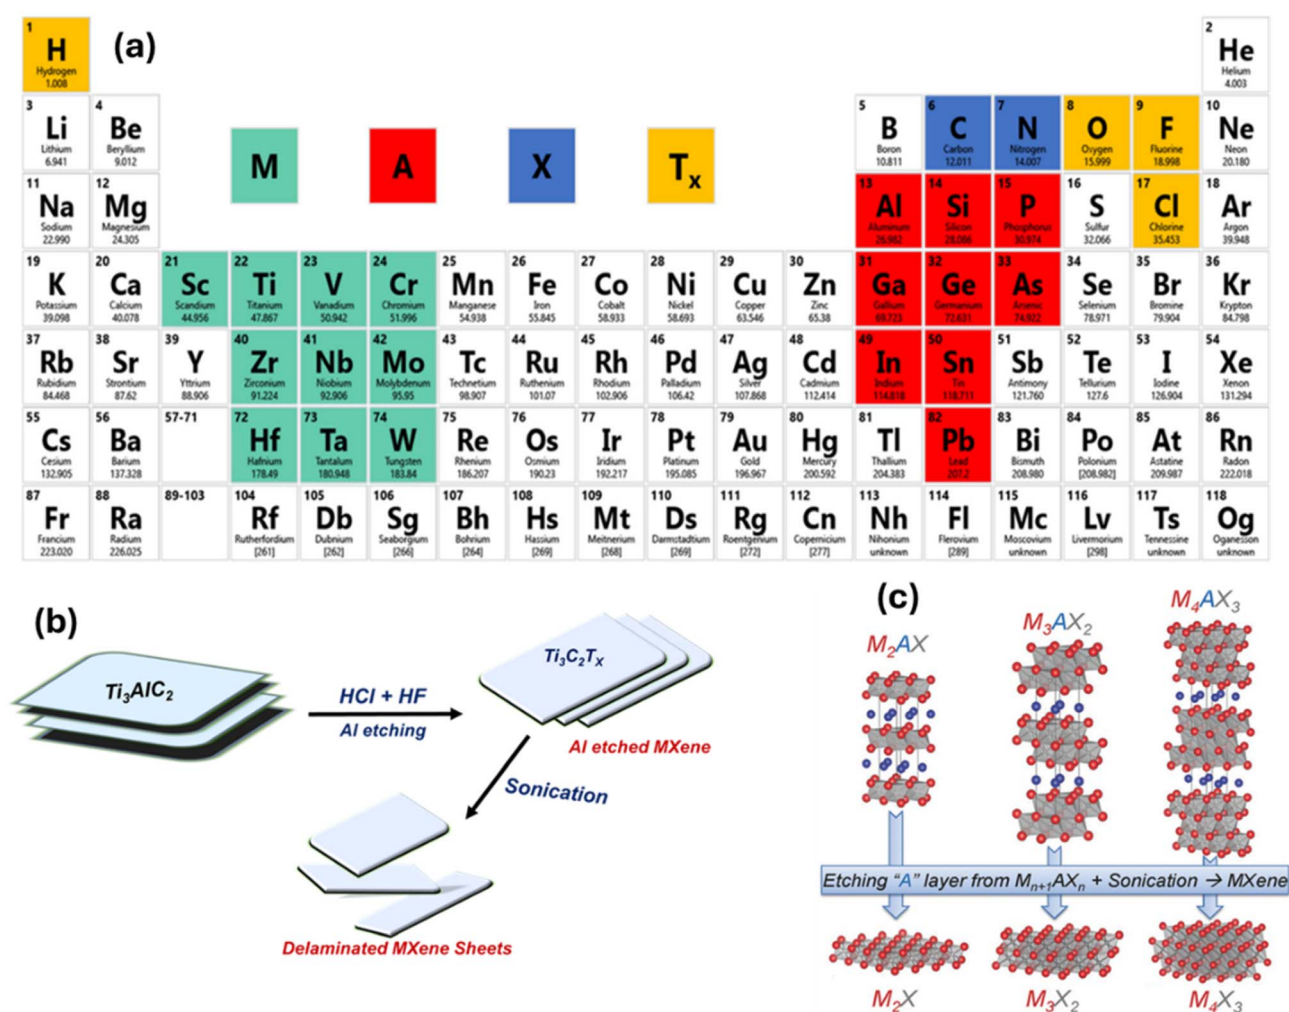 (a)
1
H
Hydrogen
1.008
2
He
Helium
4.003
3
Li
Lithium
6.941
4
Be
Beryllium
9.012
M
A
X
Tx
5
B
Boron
10.811
6
C
Carbon
12.011
7
N
Nitrogen
14.007
8
O
Oxygen
15.999
9
F
Fluorine
18.998
10
Ne
Neon
20.180
11
Na
Sodium
22.990
12
Mg
Magnesium
24.305
13
Al
Aluminum
26.982
14
Si
Silicon
28.086
15
P
Phosphorus
30.974
16
S
Sulfur
32.066
17
Cl
Chlorine
35.453
18
Ar
Argon
39.948
19
K
Potassium
39.098
20
Ca
Calcium
40.078
21
Sc
Scandium
44.956
22
Ti
Titanium
47.867
23
V
Vanadium
50.942
24
Cr
Chromium
51.996
25
Mn
Manganese
54.938
26
Fe
Iron
55.845
27
Co
Cobalt
58.933
28
Ni
Nickel
58.693
29
Cu
Copper
63.546
30
Zn
Zinc
65.38
31
Ga
Gallium
69.723
32
Ge
Germanium
72.631
33
As
Arsenic
74.922
34
Se
Selenium
78.971
35
Br
Bromine
79.904
36
Kr
Krypton
84.798
37
Rb
Rubidium
84.468
38
Sr
Strontium
87.62
39
Y
Yttrium
88.906
40
Zr
Zirconium
91.224
41
Nb
Niobium
92.906
42
Mo
Molybdenum
95.95
43
Tc
Technetium
98.907
44
Ru
Ruthenium
101.07
45
Rh
Rhodium
102.906
46
Pd
Palladium
106.42
47
Ag
Silver
107.868
48
Cd
Cadmium
112.414
49
In
Indium
114.818
50
Sn
Tin
118.711
51
Sb
Antimony
121.760
52
Te
Tellurium
127.6
53
I
Iodine
126.904
54
Xe
Xenon
131.294
55
Cs
Cesium
132.905
56
Ba
Barium
137.328
57-71
72
Hf
Hafnium
178.49
73
Ta
Tantalum
180.948
74
W
Tungsten
183.84
75
Re
Rhenium
186.207
76
Os
Osmium
190.23
77
Ir
Iridium
192.217
78
Pt
Platinum
195.085
79
Au
Gold
196.967
80
Hg
Mercury
200.592
81
Tl
Thallium
204.383
82
Pb
Lead
207.2
83
Bi
Bismuth
208.980
84
Po
Polonium
[208.982]
85
At
Astatine
209.987
86
Rn
Radon
222.018
87
Fr
Francium
223.020
88
Ra
Radium
226.025
89-103
104
Rf
Rutherfordium
[261]
105
Db
Dubnium
[262]
106
Sg
Seaborgium
[266]
107
Bh
Bohrium
[264]
108
Hs
Hassium
[269]
109
Mt
Meitnerium
[268]
110
Ds
Darmstadtium
[269]
111
Rg
Roentgenium
[272]
112
Cn
Copernicium
[277]
113
Nh
Nihonium
unknown
114
Fl
Flerovium
[289]
115
Mc
Moscovium
unknown
116
Lv
Livermorium
[298]
117
Ts
Tennessine
unknown
118
Og
Oganesson
unknown
(b)
Ti3AlC2
HCl + HF
Al etching
Ti3C2TX
Al etched MXene
Sonication
Delaminated MXene Sheets
(c)
M2AX
M3AX2
M4AX3
Etching “A” layer from Mn+1AXn + Sonication → MXene
M2X
M3X2
M4X3